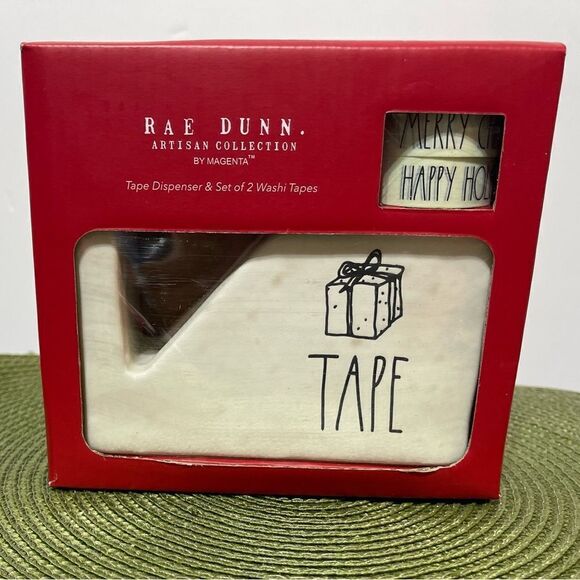 RAE DUNN.
ARTISAN COLLECTION
BY MAGENTA™
Tape Dispenser & Set of 2 Washi Tapes
MERRY
HAPPY
TAPE